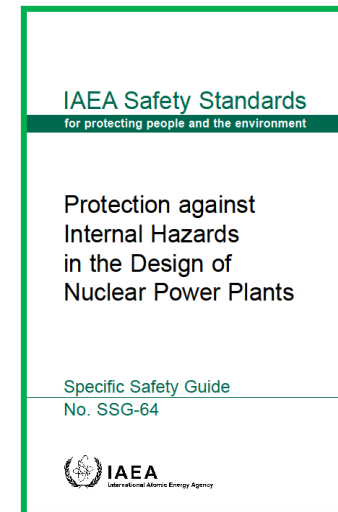 IAEA Safety Standards
for protecting people and the environment
Protection against
Internal Hazards
in the Design of
Nuclear Power Plants
Specific Safety Guide
No. SSG-64
IAEA
International Atomic Energy Agency